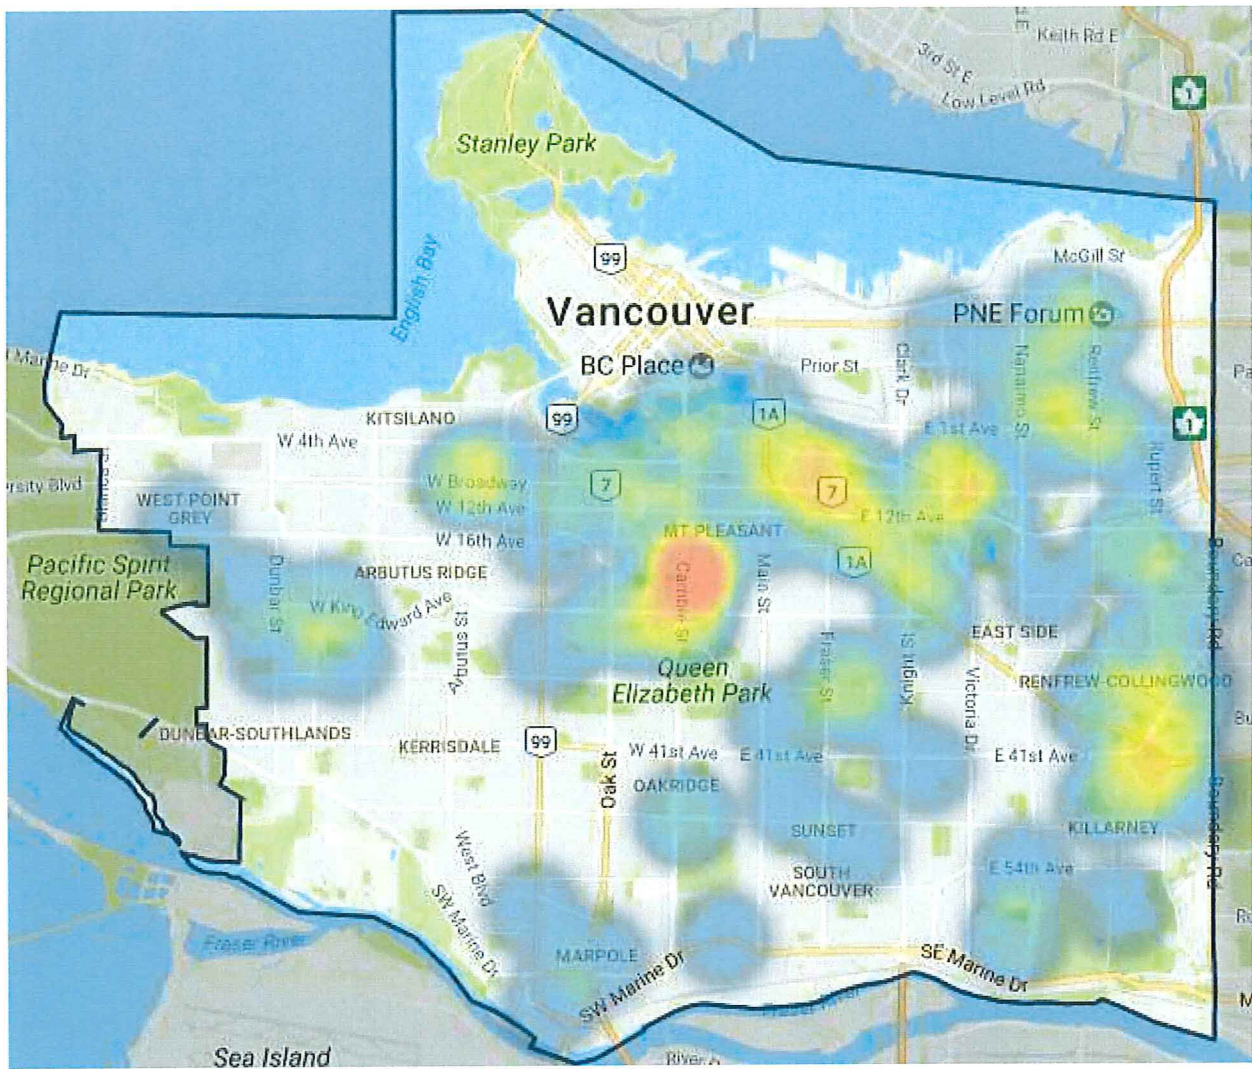 Keith Rd E
3rd St E
Low Level Rd
1
Stanley Park
English Bay
99
McGill St
Vancouver
PNE Forum
BC Place
Prior St
Clark Dr
Nanaimo St
Renfrew St
Marine Dr
KITSILANO
99
1A
E 1st Ave
1
W 4th Ave
Rupert St
W Broadway
7
7
WEST POINT
GREY
W 12th Ave
E 12th Ave
MT PLEASANT
W 16th Ave
1A
Pacific Spirit
Regional Park
Dunbar St
ARBUTUS RIDGE
W King Edward Ave
Arbutus St
Cambie St
Main St
Fraser St
Knight St
EAST SIDE
Boundary Rd
Queen
Elizabeth Park
Victoria Dr
RENFREW-COLLINGWOOD
DUNBAR-SOUTHLANDS
KERRISDALE
99
Oak St
W 41st Ave
E 41st Ave
E 41st Ave
OAKRIDGE
SUNSET
KILLARNEY
Boundary Rd
West Blvd
SW Marine Dr
SOUTH
VANCOUVER
E 54th Ave
Fraser River
MARPOLE
SW Marine Dr
SE Marine Dr
Fraser River
Sea Island